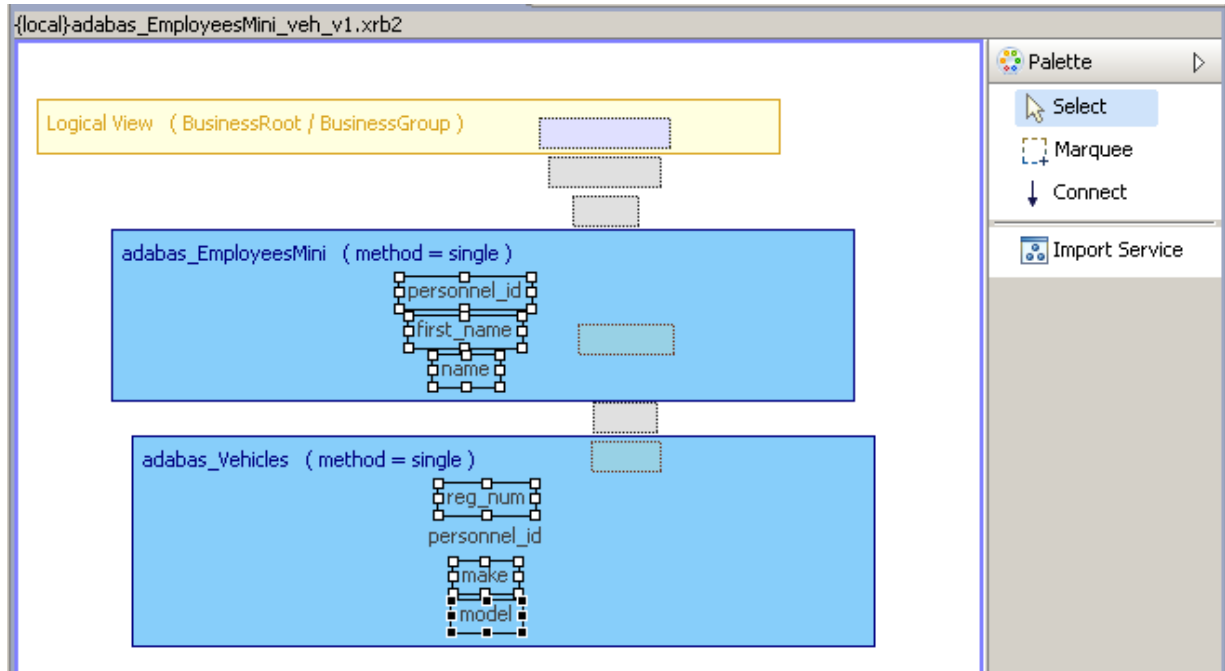 {local}adabas_EmployeesMini_veh_v1.xrb2
Palette
Select
Marquee
Connect
Import Service
Logical View ( BusinessRoot / BusinessGroup )
adabas_EmployeesMini ( method = single )
personnel_id
first_name
name
adabas_Vehicles ( method = single )
reg_num
personnel_id
make
model